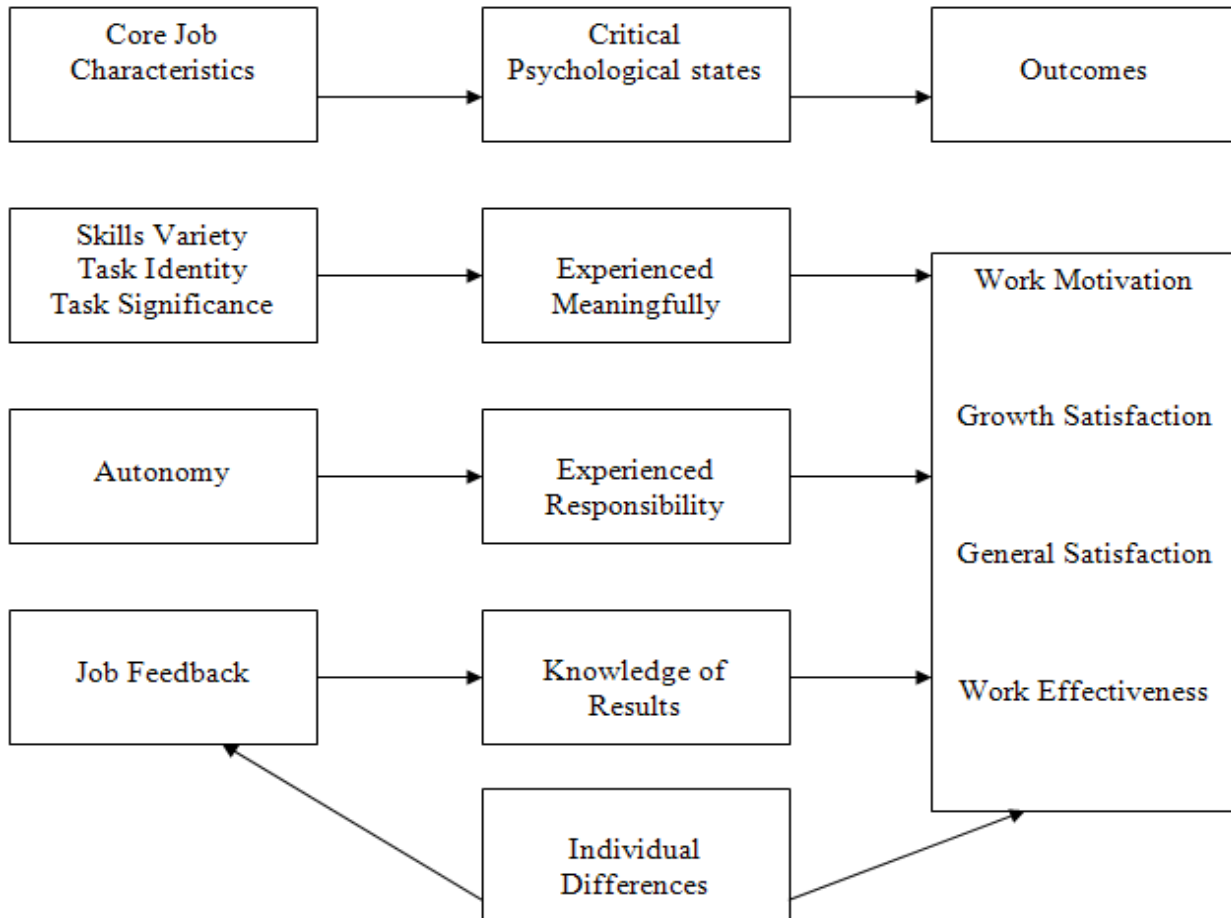 Core Job
Characteristics
Critical
Psychological states
Outcomes
Skills Variety
Task Identity
Task Significance
Experienced
Meaningfully
Work Motivation
Growth Satisfaction
General Satisfaction
Work Effectiveness
Autonomy
Experienced
Responsibility
Job Feedback
Knowledge of
Results
Individual
Differences